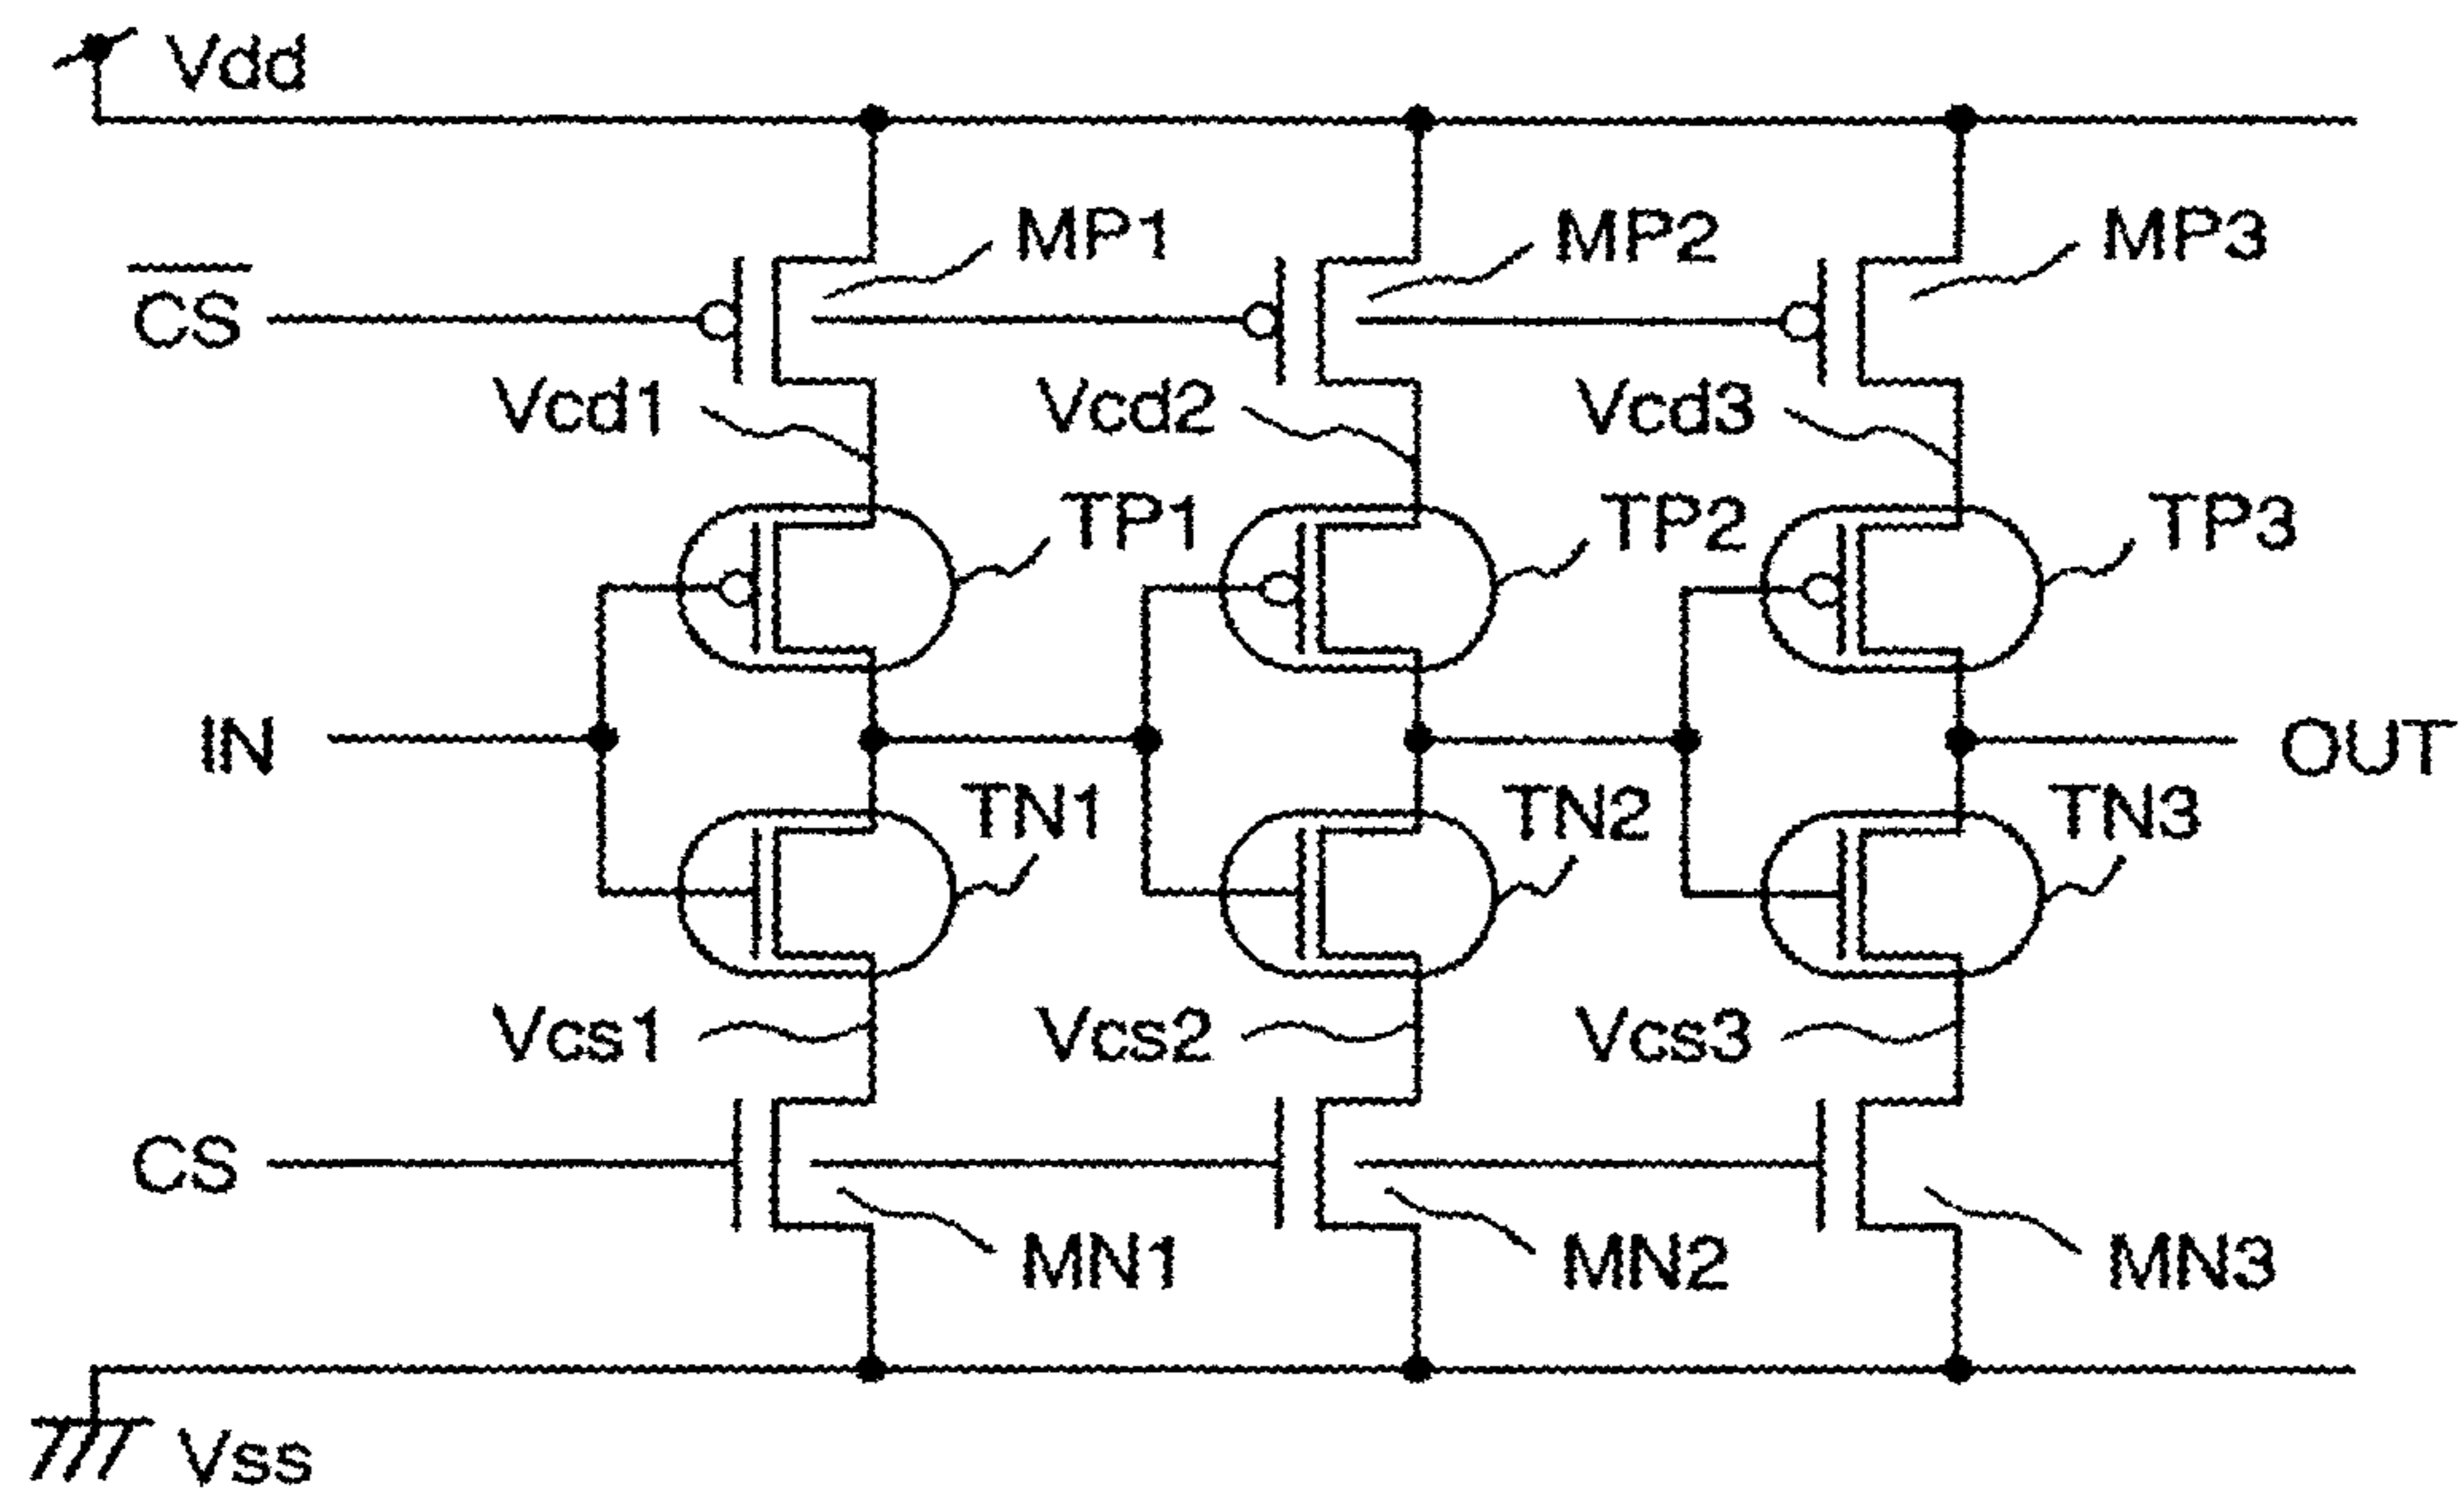 Vdd
MP1
MP2
MP3
C̅S̅
Vcd1
Vcd2
Vcd3
TP1
TP2
TP3
IN
OUT
TN1
TN2
TN3
Vcs1
Vcs2
Vcs3
CS
MN1
MN2
MN3
Vss